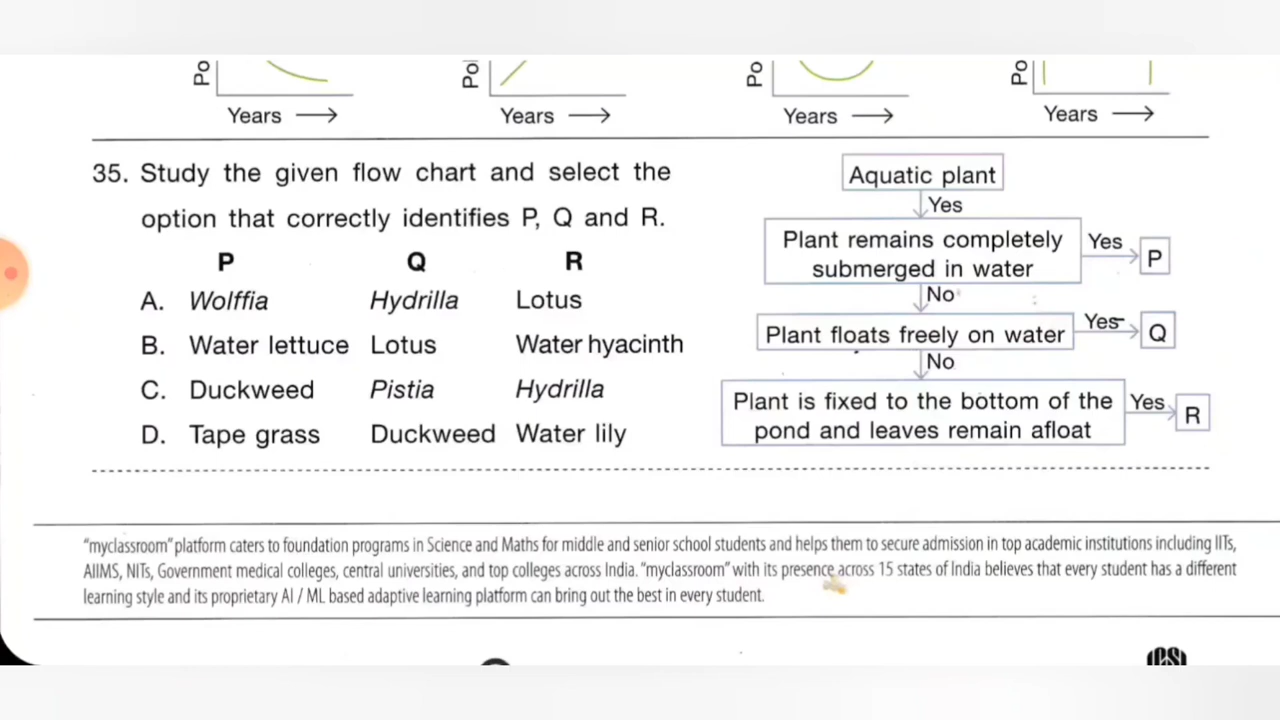 Po
Po
Po
Po
Years
Years
Years
Years
35. Study the given flow chart and select the
option that correctly identifies P, Q and R.
P Q R
A. Wolffia Hydrilla Lotus
B. Water lettuce Lotus Water hyacinth
C. Duckweed Pistia Hydrilla
D. Tape grass Duckweed Water lily
Aquatic plant
Yes
Plant remains completely
submerged in water
Yes
P
No
Plant floats freely on water
Yes
Q
No
Plant is fixed to the bottom of the
pond and leaves remain afloat
Yes
R
"myclassroom" platform caters to foundation programs in Science and Maths for middle and senior school students and helps them to secure admission in top academic institutions including IITs,
AIIMS, NITs, Government medical colleges, central universities, and top colleges across India. "myclassroom" with its presence across 15 states of India believes that every student has a different
learning style and its proprietary AI / ML based adaptive learning platform can bring out the best in every student.